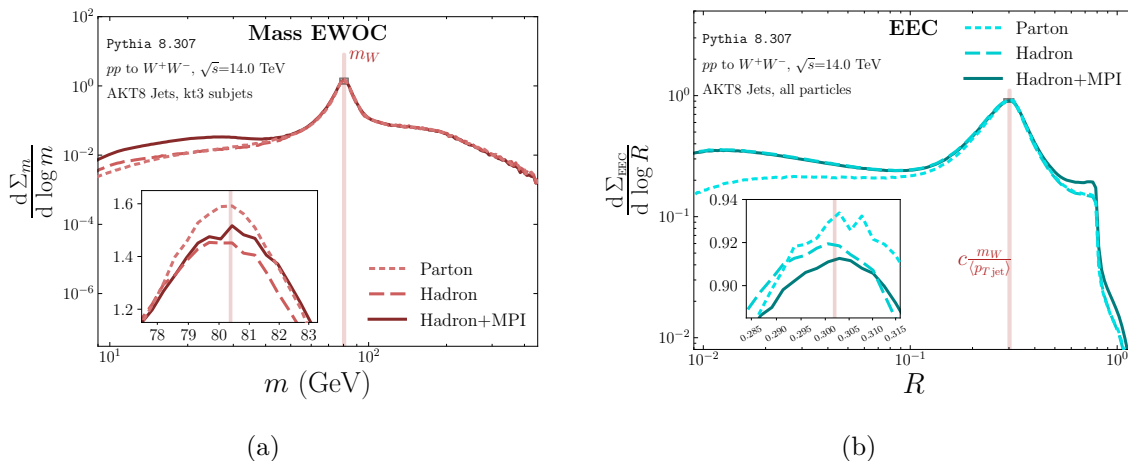 Mass EWOC
Pythia 8.307
pp to W⁺W⁻, √s=14.0 TeV
AKT8 Jets, kt3 subjets
m_W
10²
10⁰
10⁻²
10⁻⁴
10⁻⁶
d Σₘ
d log m
1.6
1.4
1.2
78 79 80 81 82 83
Parton
Hadron
Hadron+MPI
10¹ 10²
m (GeV)
(a)
EEC
Pythia 8.307
pp to W⁺W⁻, √s=14.0 TeV
AKT8 Jets, all particles
Parton
Hadron
Hadron+MPI
10⁰
10⁻¹
10⁻²
d Σ_EEC
d log R
0.94
0.92
0.90
0.285 0.290 0.295 0.300 0.305 0.310 0.315
c m_W / ⟨p_T jet⟩
10⁻² 10⁻¹ 10⁰
R
(b)